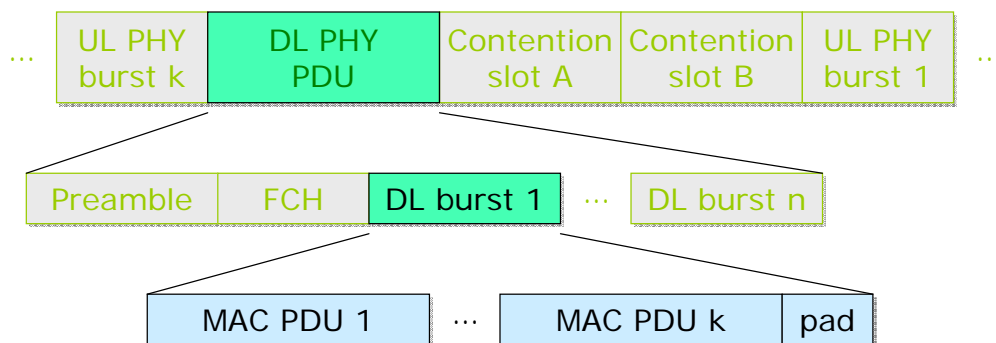 ... UL PHY burst k DL PHY PDU Contention slot A Contention slot B UL PHY burst 1 ...
Preamble FCH DL burst 1 ... DL burst n
MAC PDU 1 ... MAC PDU k pad